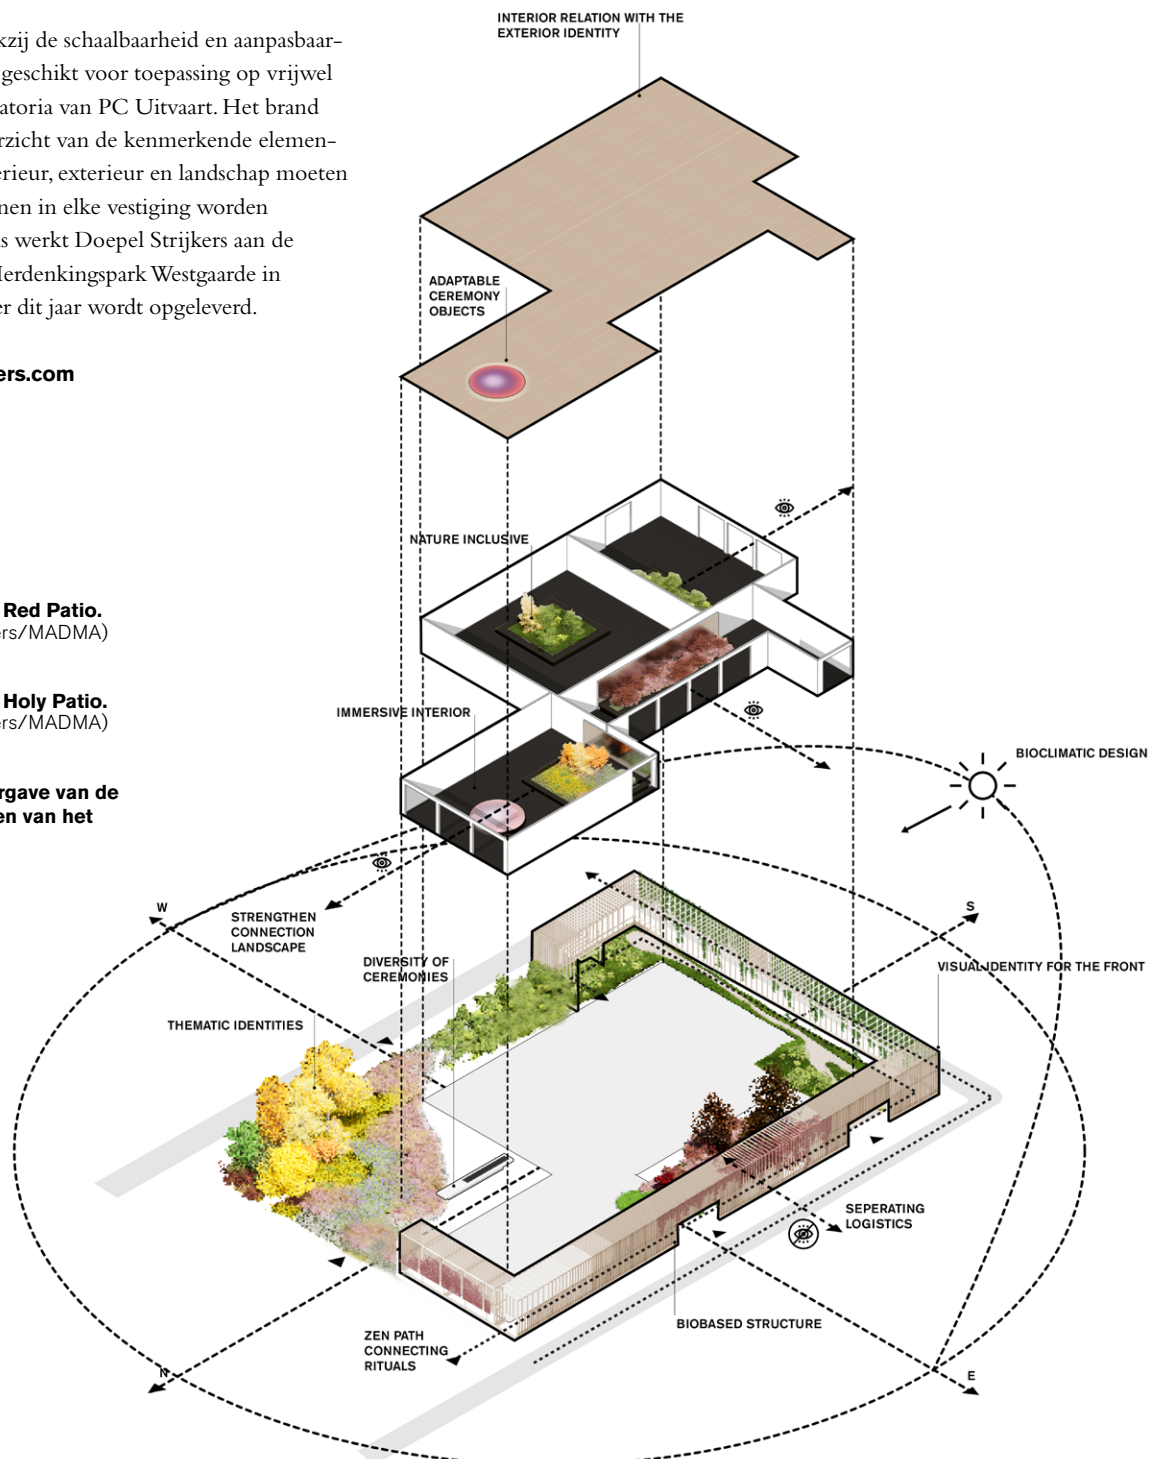 kzij de schaalbaarheid en aanpasbaar-
geschikt voor toepassing op vrijwel
atoria van PC Uitvaart. Het brand
rzicht van de kenmerkende elemen-
erieur, exterieur en landschap moeten
nen in elke vestiging worden
s werkt Doepel Strijkers aan de
Herdenkingspark Westgaarde in
er dit jaar wordt opgeleverd.
ers.com
Red Patio.
ers/MADMA)
Holy Patio.
ers/MADMA)
rgave van de
en van het
INTERIOR RELATION WITH THE
EXTERIOR IDENTITY
ADAPTABLE
CEREMONY
OBJECTS
NATURE INCLUSIVE
IMMERSIVE INTERIOR
BIOCLIMATIC DESIGN
W
STRENGTHEN
CONNECTION
LANDSCAPE
S
DIVERSITY OF
CEREMONIES
VISUAL IDENTITY FOR THE FRONT
THEMATIC IDENTITIES
SEPERATING
LOGISTICS
BIOBASED STRUCTURE
ZEN PATH
CONNECTING
RITUALS
N
E